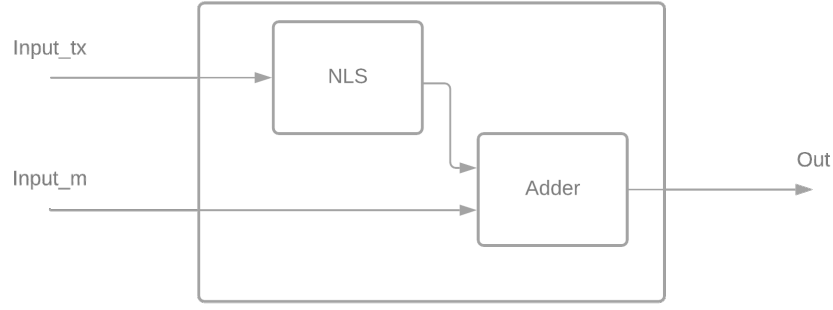 Input_tx
NLS
Input_m
Adder
Out